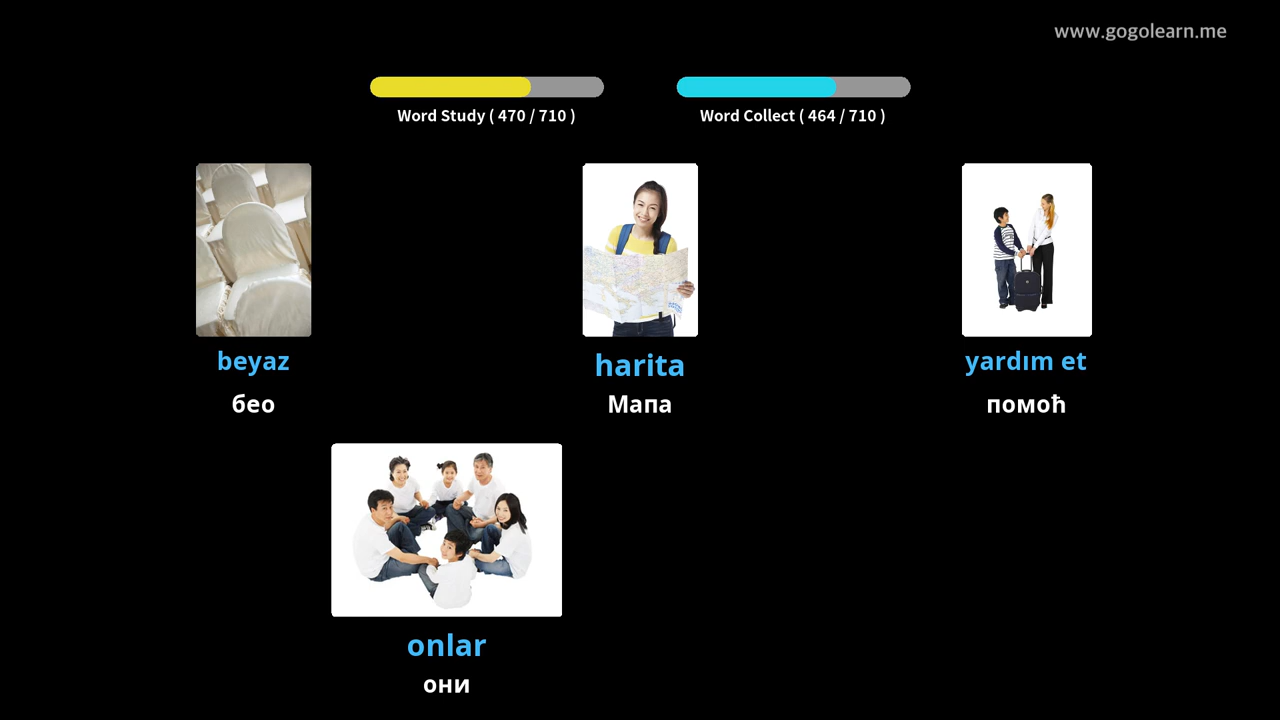 www.gogolearn.me
Word Study ( 470 / 710 )
Word Collect ( 464 / 710 )
beyaz
бео
harita
Мапа
yardım et
помоћ
onlar
они